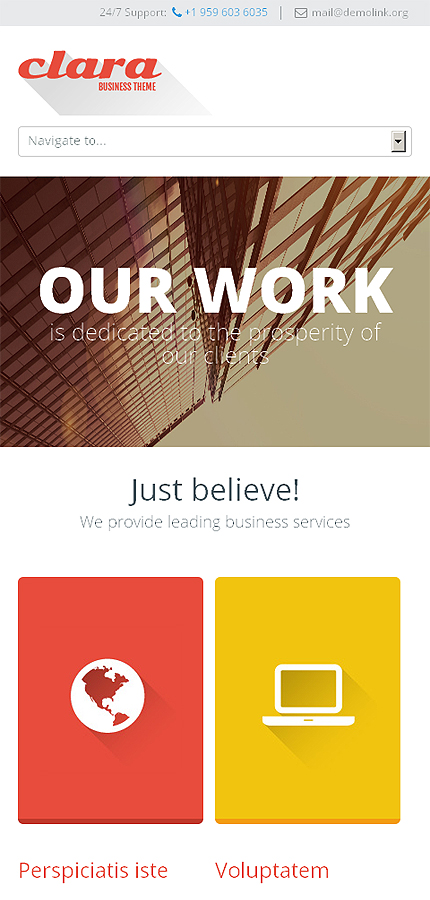 24/7 Support: +1 959 603 6035 | mail@demolink.org
clara
BUSINESS THEME
Navigate to...
OUR WORK
is dedicated to the prosperity of
our clients
Just believe!
We provide leading business services
Perspiciatis iste
Voluptatem